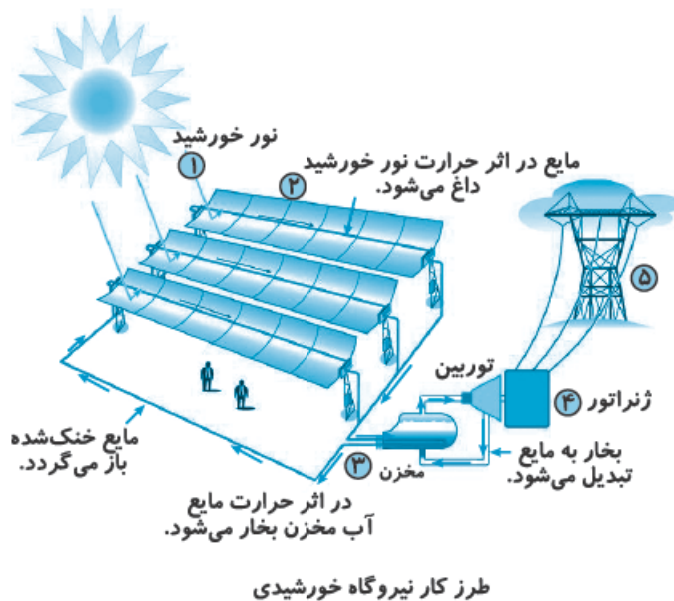 نور خورشید
۱
۲
مایع در اثر حرارت نور خورشید
داغ می‌شود.
۵
توربین
ژنراتور
۴
مایع خنک‌شده
باز می‌گردد.
مخزن
۳
بخار به مایع
تبدیل می‌شود.
در اثر حرارت مایع
آب مخزن بخار می‌شود.
طرز کار نیروگاه خورشیدی